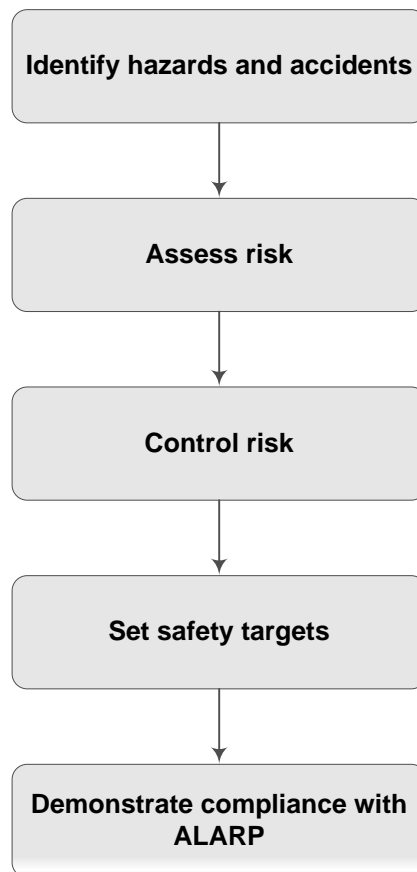 Identify hazards and accidents
Assess risk
Control risk
Set safety targets
Demonstrate compliance with
ALARP